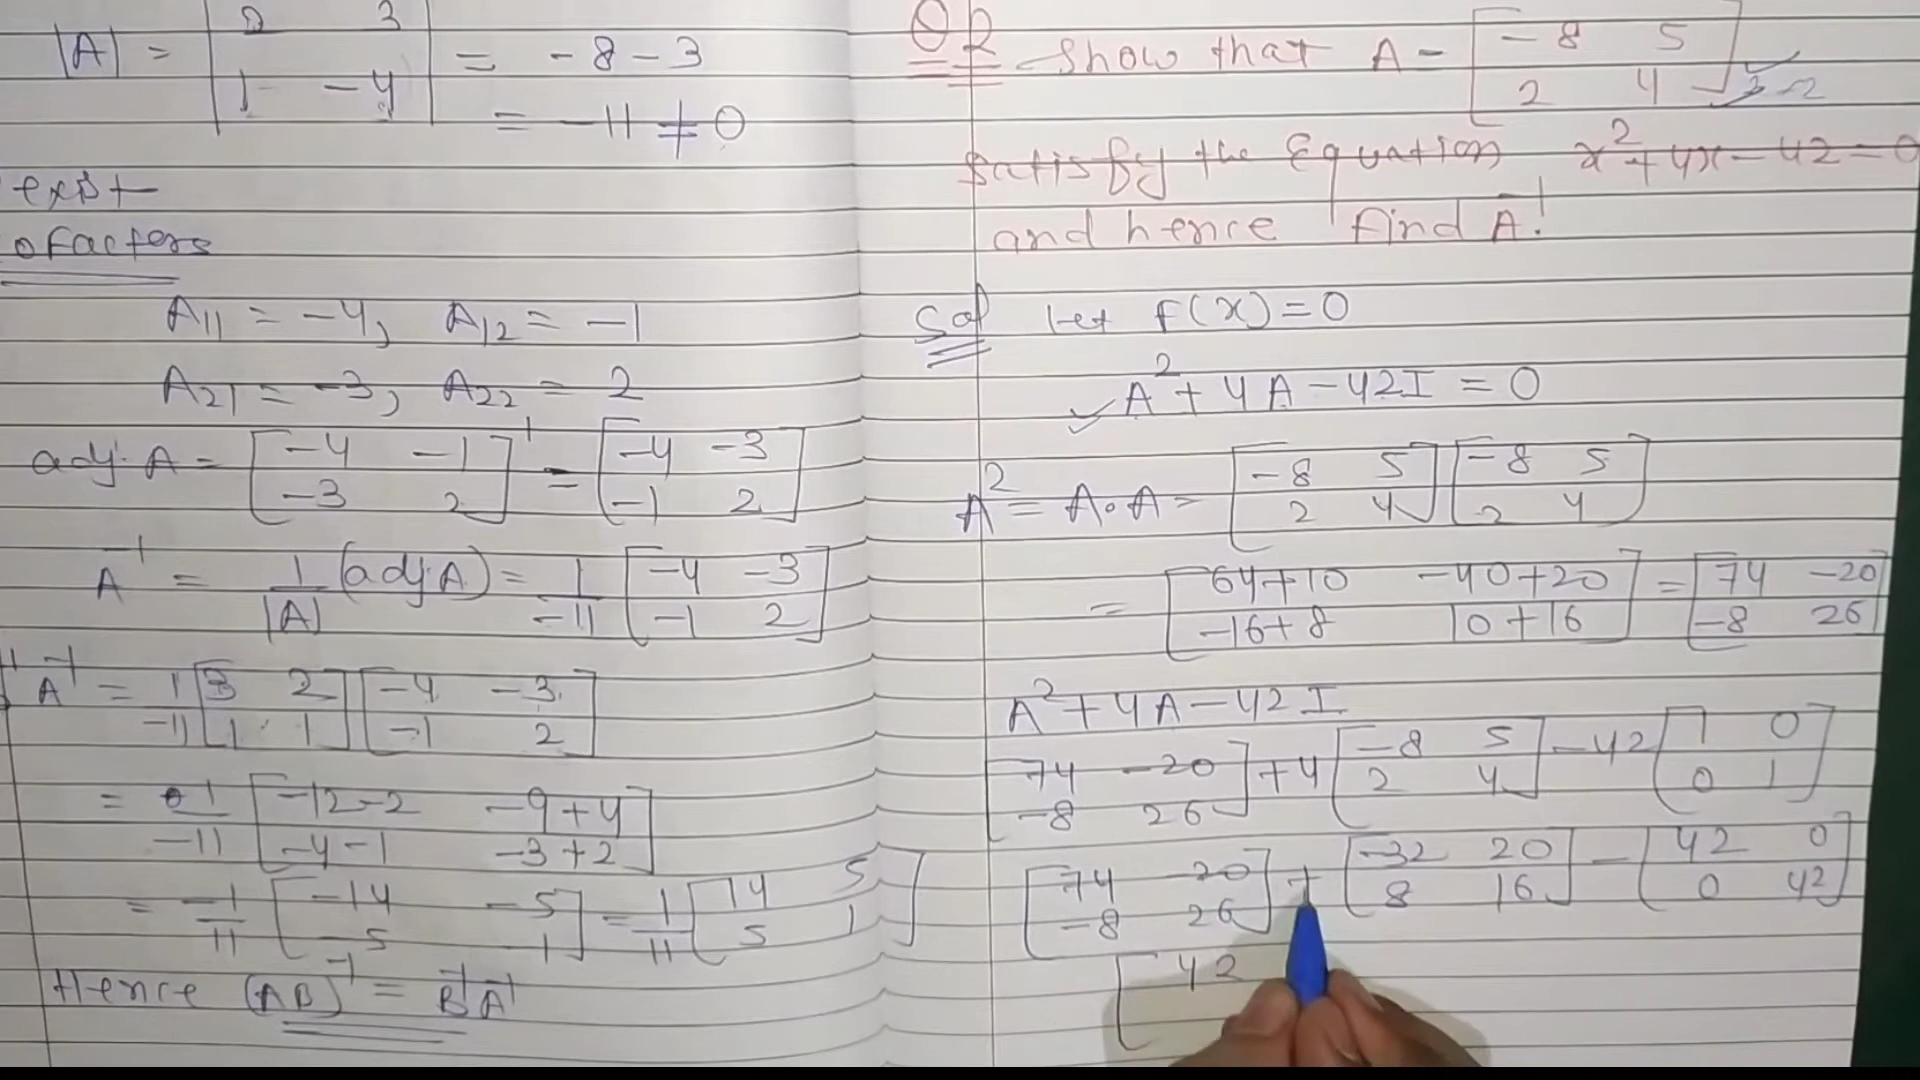 |A| = | 2 3 | = -8-3
| 1 -4 | = -11 ≠ 0
exist
ofacters
A11 = -4, A12 = -1
A21 = -3, A22 = 2
adj. A = [-4 -1 ; -3 2]' = [-4 -3 ; -1 2]
A^-1 = 1/|A| (adj.A) = 1/-11 [-4 -3 ; -1 2]
A^-1 = 1/-11 [3 2 ; 1 1] [-4 -3 ; -1 2]
= 1/-11 [-12-2 -9+4 ; -4-1 -3+2]
= -1/11 [-14 -5 ; -5 -1] = 1/11 [14 5 ; 5 1]
Hence (AB)^-1 = B^-1 A^-1
Q2 Show that A = [-8 5 ; 2 4] 2×2
satisfy the Equation x²+4x-42=0
and hence find A^-1.
Sol let f(x)=0
✓ A²+4A-42I = 0
A² = A.A = [-8 5 ; 2 4] [-8 5 ; 2 4]
= [64+10 -40+20 ; -16+8 10+16] = [74 -20 ; -8 26]
A²+4A-42I
[74 -20 ; -8 26] +4 [-8 5 ; 2 4] -42 [1 0 ; 0 1]
[74 -20 ; -8 26] + [-32 20 ; 8 16] - [42 0 ; 0 42]
[ 42